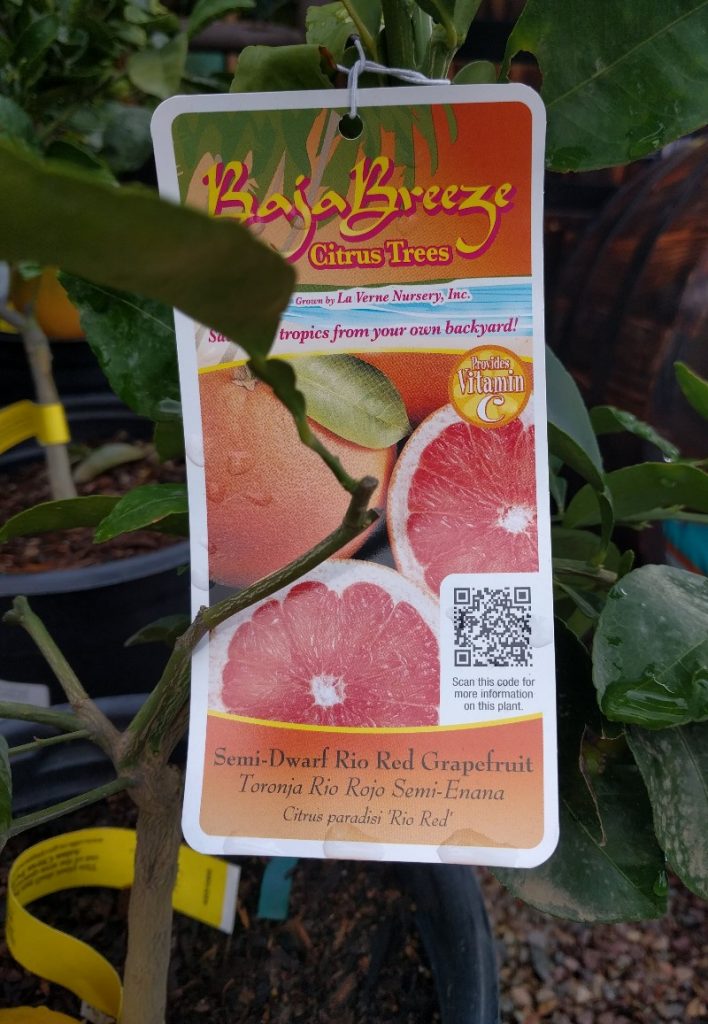 BajaBreeze
Citrus Trees
Grown by La Verne Nursery, Inc.
tropics from your own backyard!
Provides
Vitamin
C
Scan this code for
more information
on this plant.
Semi-Dwarf Rio Red Grapefruit
Toronja Rio Rojo Semi-Enana
Citrus paradisi 'Rio Red'